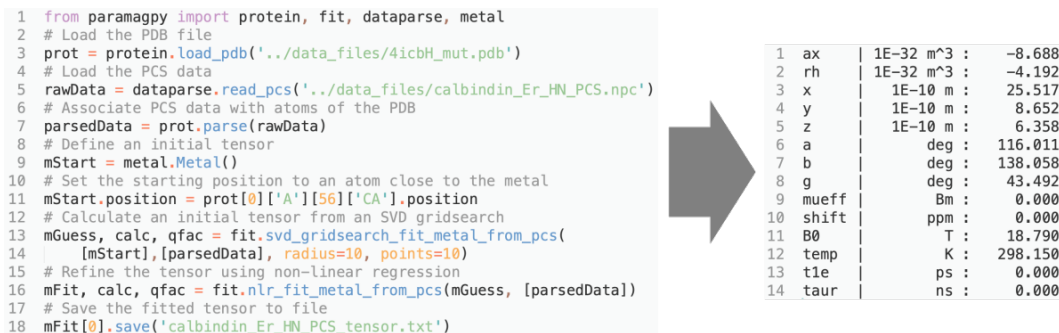 1 from paramagpy import protein, fit, dataparse, metal
2 # Load the PDB file
3 prot = protein.load_pdb('../data_files/4icbH_mut.pdb')
4 # Load the PCS data
5 rawData = dataparse.read_pcs('../data_files/calbindin_Er_HN_PCS.npc')
6 # Associate PCS data with atoms of the PDB
7 parsedData = prot.parse(rawData)
8 # Define an initial tensor
9 mStart = metal.Metal()
10 # Set the starting position to an atom close to the metal
11 mStart.position = prot[0]['A'][56]['CA'].position
12 # Calculate an initial tensor from an SVD gridsearch
13 mGuess, calc, qfac = fit.svd_gridsearch_fit_metal_from_pcs(
14     [mStart],[parsedData], radius=10, points=10)
15 # Refine the tensor using non-linear regression
16 mFit, calc, qfac = fit.nlr_fit_metal_from_pcs(mGuess, [parsedData])
17 # Save the fitted tensor to file
18 mFit[0].save('calbindin_Er_HN_PCS_tensor.txt')
1 ax | 1E-32 m^3 : -8.688
2 rh | 1E-32 m^3 : -4.192
3 x | 1E-10 m : 25.517
4 y | 1E-10 m : 8.652
5 z | 1E-10 m : 6.358
6 a | deg : 116.011
7 b | deg : 138.058
8 g | deg : 43.492
9 mueff | Bm : 0.000
10 shift | ppm : 0.000
11 B0 | T : 18.790
12 temp | K : 298.150
13 t1e | ps : 0.000
14 taur | ns : 0.000